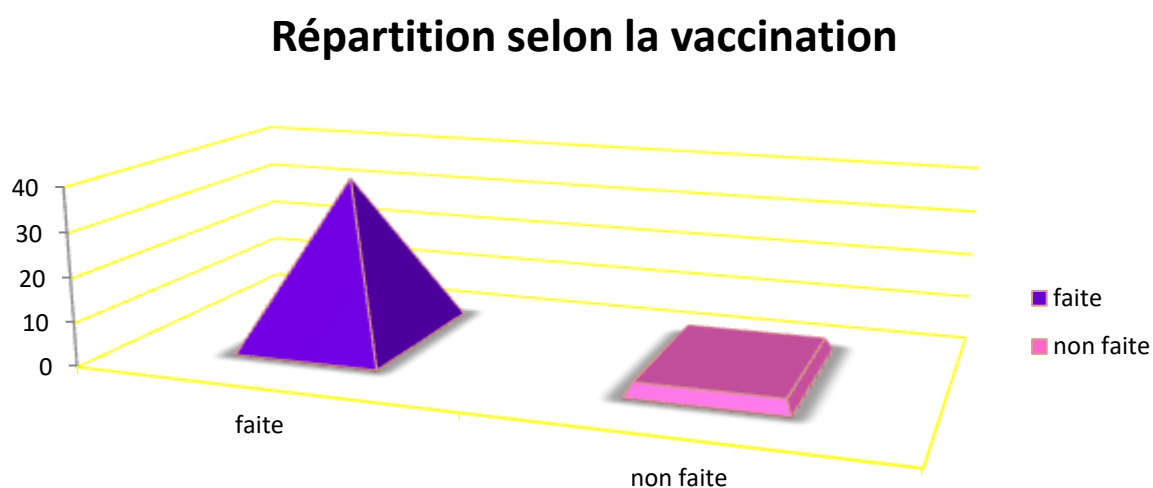 Répartition selon la vaccination
40
30
20
10
0
faite
non faite
faite
non faite